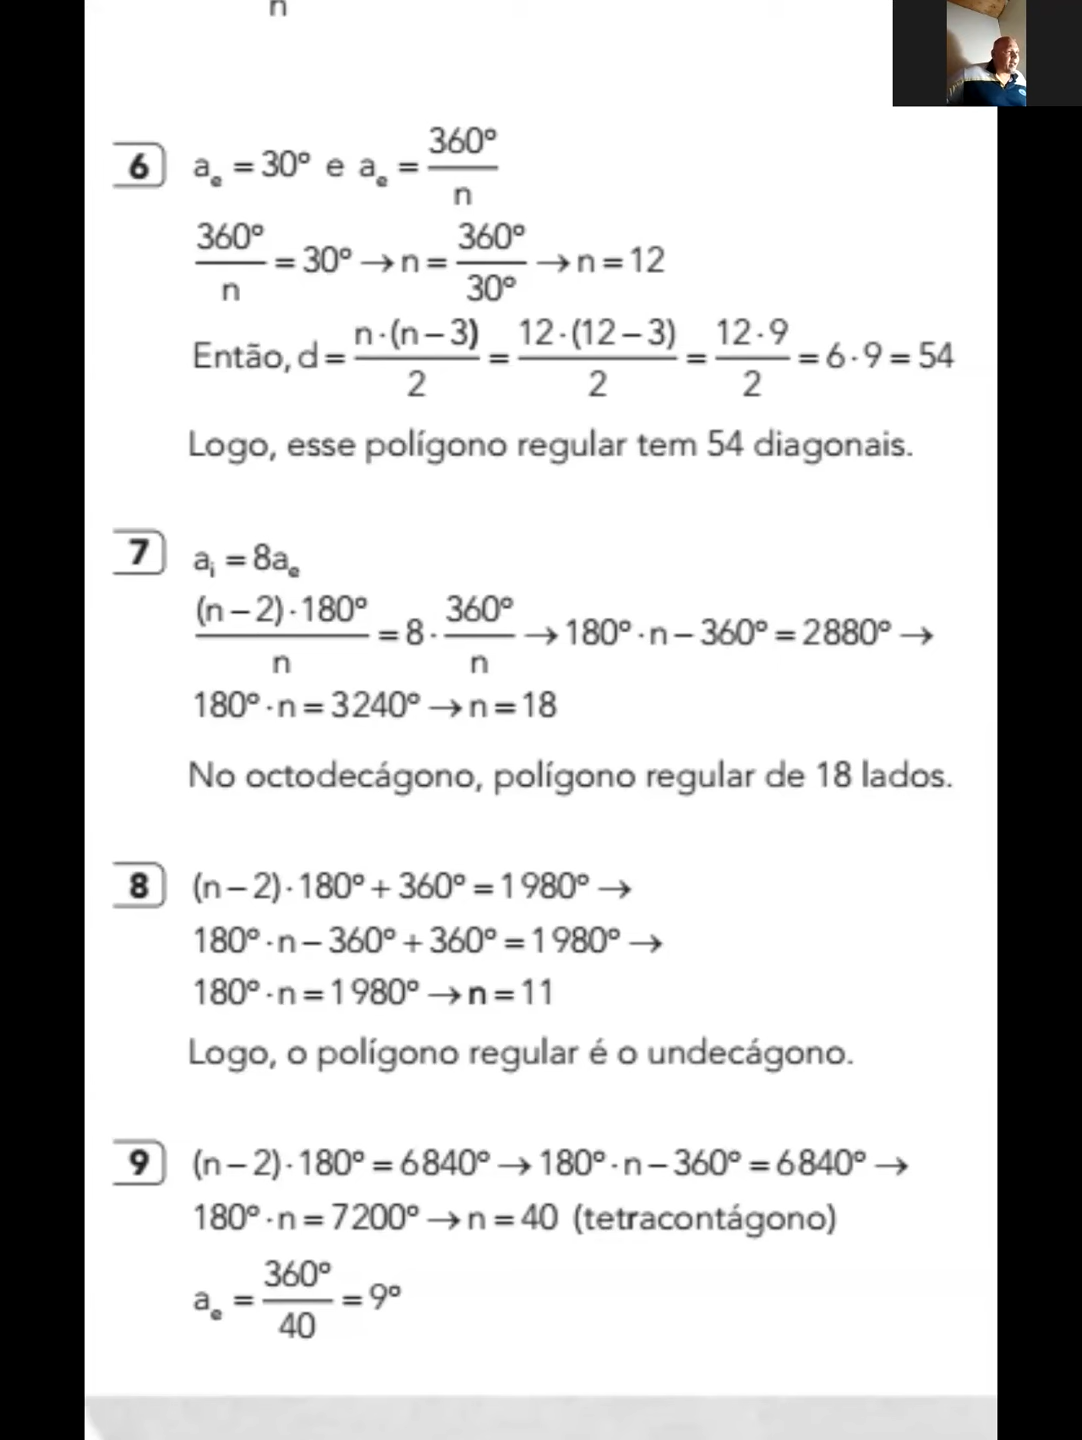 n
6 aₑ = 30° e aₑ = 360°/n
360°/n = 30° → n = 360°/30° → n = 12
Então, d = n·(n – 3)/2 = 12·(12 – 3)/2 = 12·9/2 = 6·9 = 54
Logo, esse polígono regular tem 54 diagonais.
7 aᵢ = 8aₑ
(n – 2)·180°/n = 8·360°/n → 180°·n – 360° = 2880° →
180°·n = 3240° → n = 18
No octodecágono, polígono regular de 18 lados.
8 (n – 2)·180° + 360° = 1980° →
180°·n – 360° + 360° = 1980° →
180°·n = 1980° → n = 11
Logo, o polígono regular é o undecágono.
9 (n – 2)·180° = 6840° → 180°·n – 360° = 6840° →
180°·n = 7200° → n = 40 (tetracontágono)
aₑ = 360°/40 = 9°